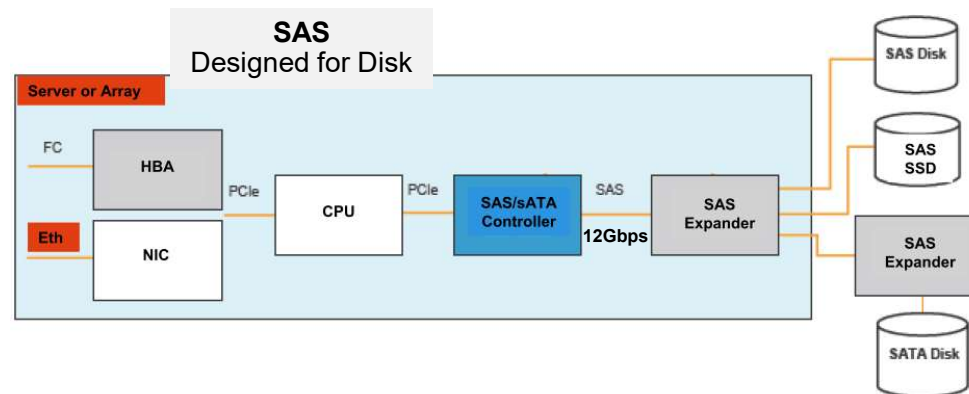 SAS
Designed for Disk
Server or Array
FC
HBA
PCIe
CPU
PCIe
SAS/sATA
Controller
SAS
12Gbps
SAS
Expander
Eth
NIC
SAS Disk
SAS
SSD
SAS
Expander
SATA Disk